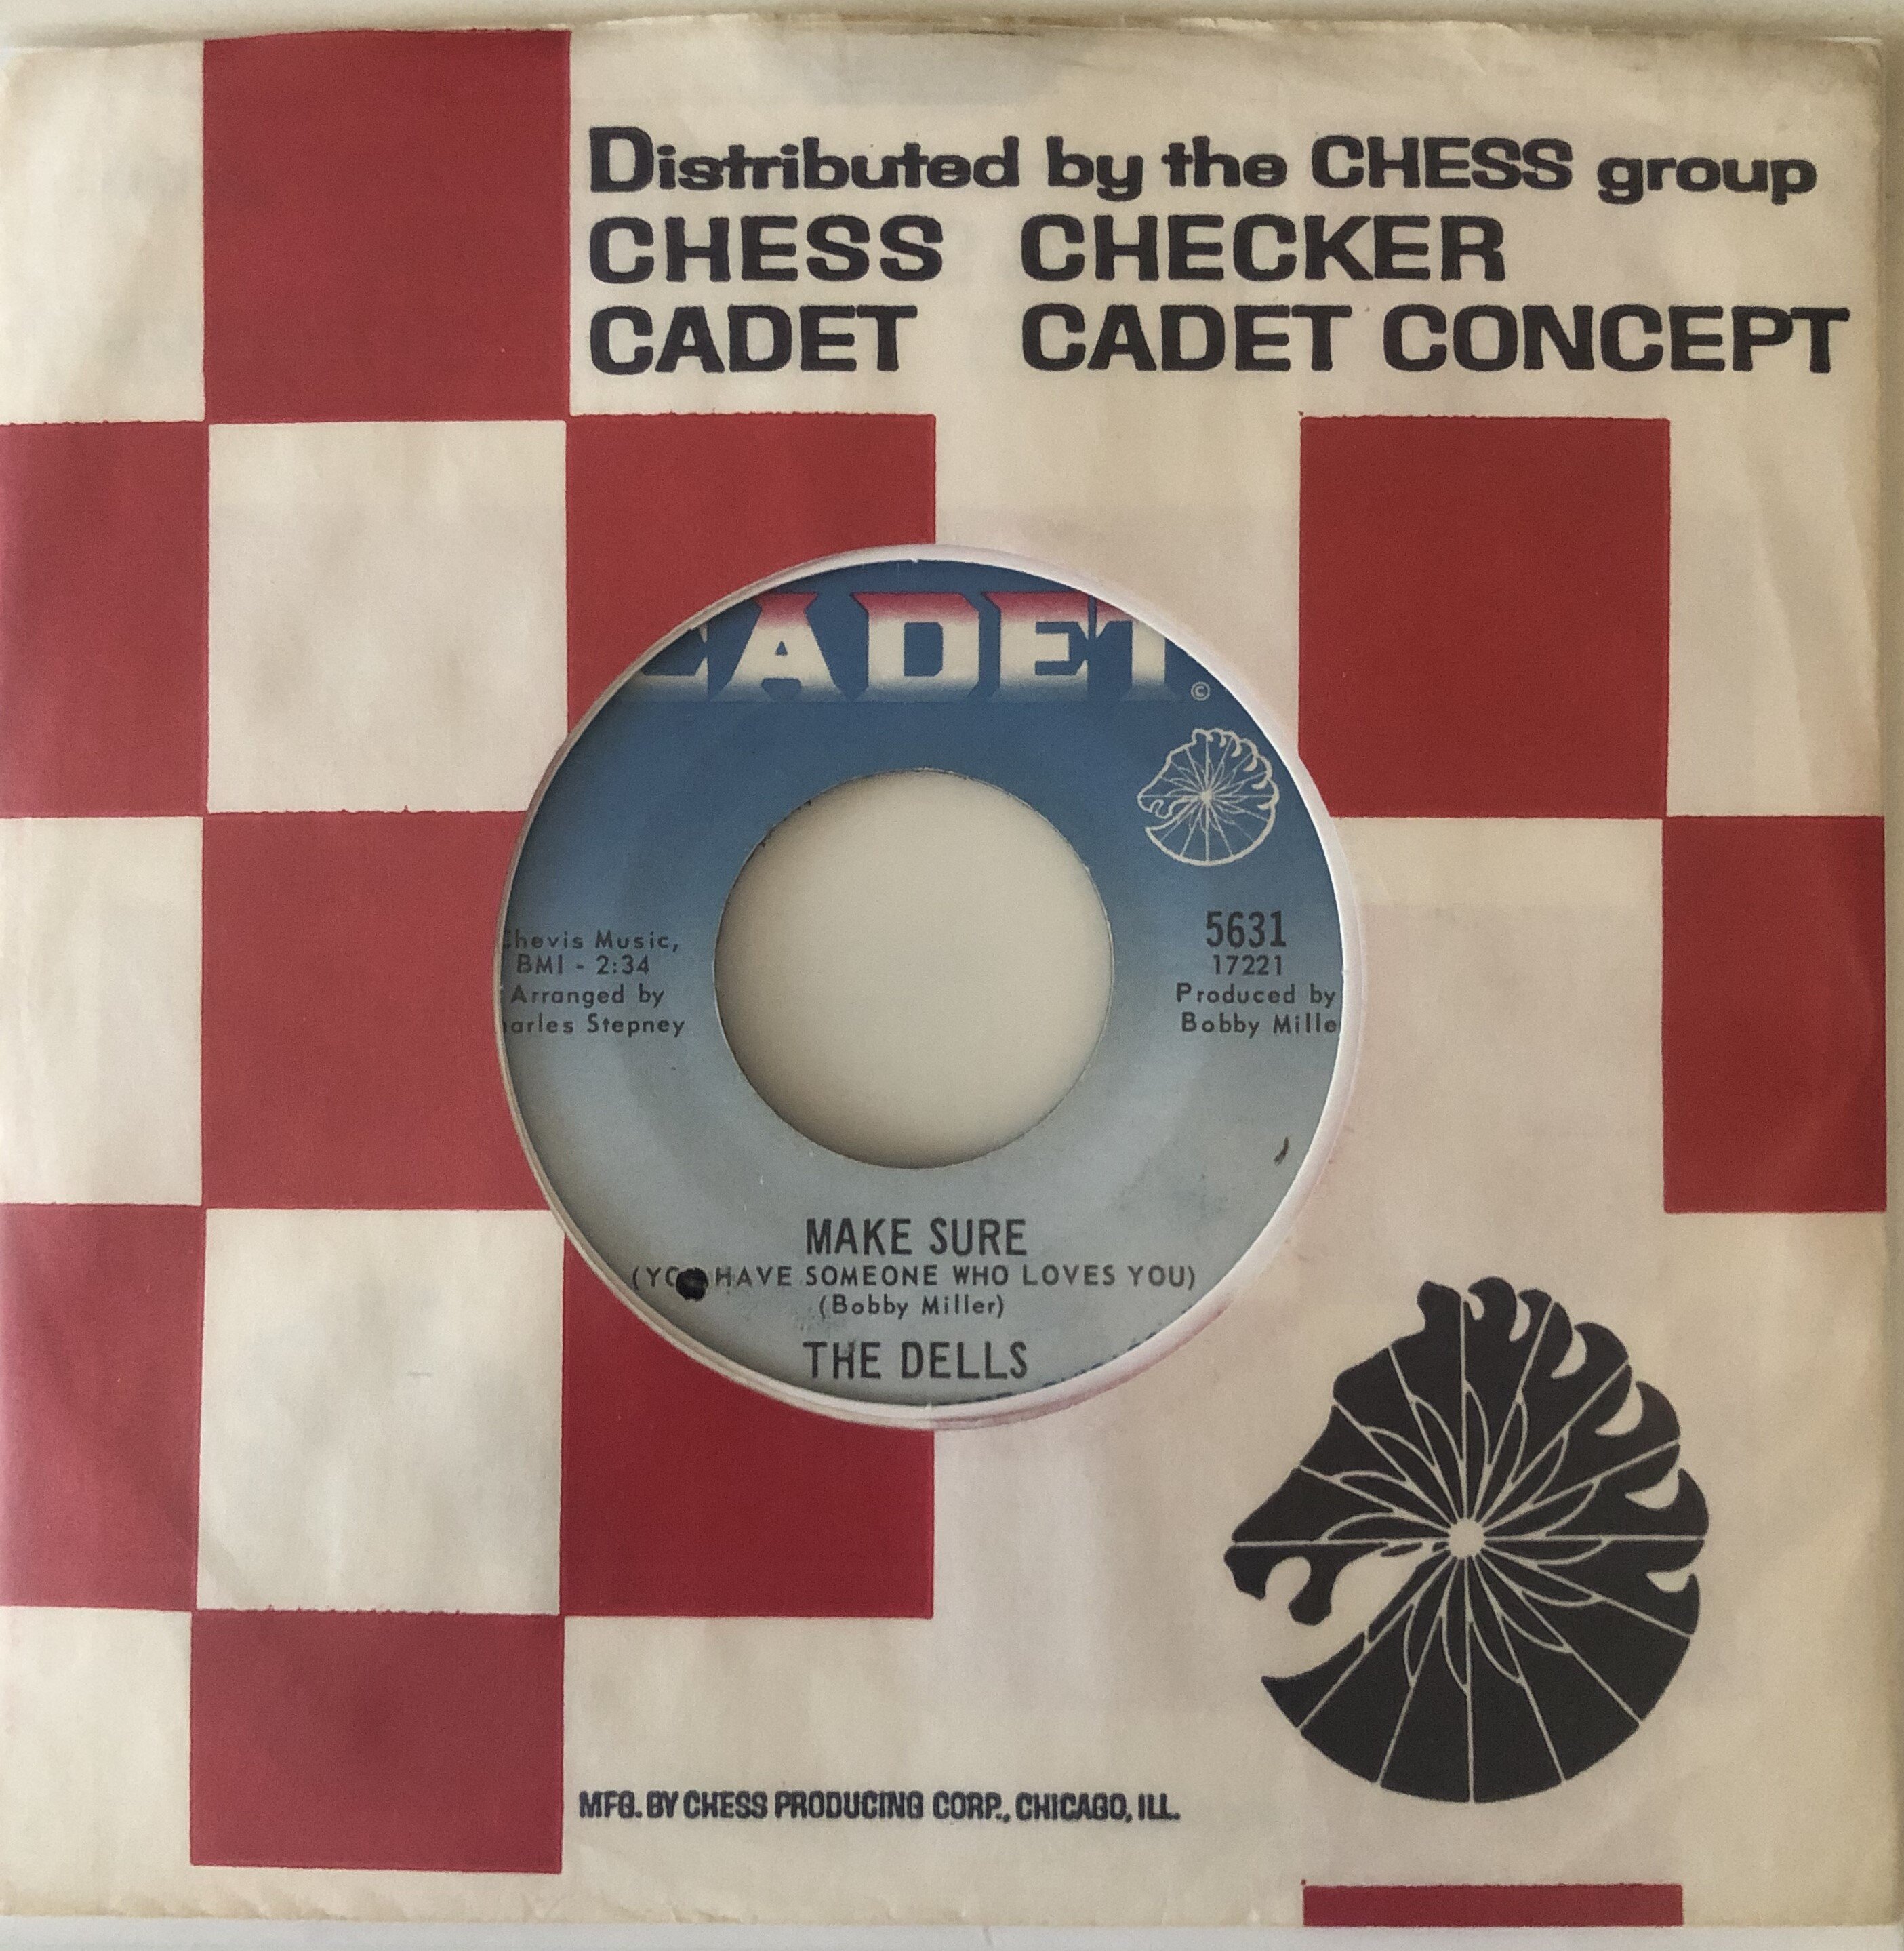 Distributed by the CHESS group
CHESS CHECKER
CADET CADET CONCEPT
CADET ©
Chevis Music,
BMI - 2:34
Arranged by
arles Stepney
5631
17221
Produced by
Bobby Mille
MAKE SURE
(YOU HAVE SOMEONE WHO LOVES YOU)
(Bobby Miller)
THE DELLS
MFG. BY CHESS PRODUCING CORP., CHICAGO, ILL.